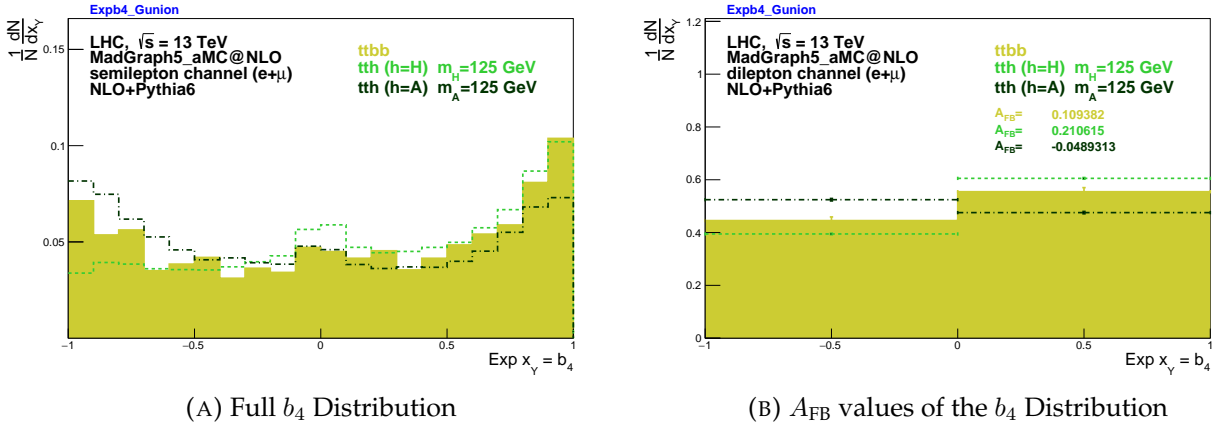 Expb4_Gunion
1/N dN/dx_Y
LHC, √s = 13 TeV
MadGraph5_aMC@NLO
semilepton channel (e+μ)
NLO+Pythia6
ttbb
tth (h=H) m_H=125 GeV
tth (h=A) m_A=125 GeV
0.15
0.1
0.05
−1 −0.5 0 0.5 1
Exp x_Y = b_4
(A) Full b_4 Distribution
Expb4_Gunion
1/N dN/dx_Y
LHC, √s = 13 TeV
MadGraph5_aMC@NLO
dilepton channel (e+μ)
NLO+Pythia6
ttbb
tth (h=H) m_H=125 GeV
tth (h=A) m_A=125 GeV
A_FB= 0.109382
A_FB= 0.210615
A_FB= -0.0489313
1.2
1
0.8
0.6
0.4
0.2
0
−1 −0.5 0 0.5 1
Exp x_Y = b_4
(B) A_FB values of the b_4 Distribution